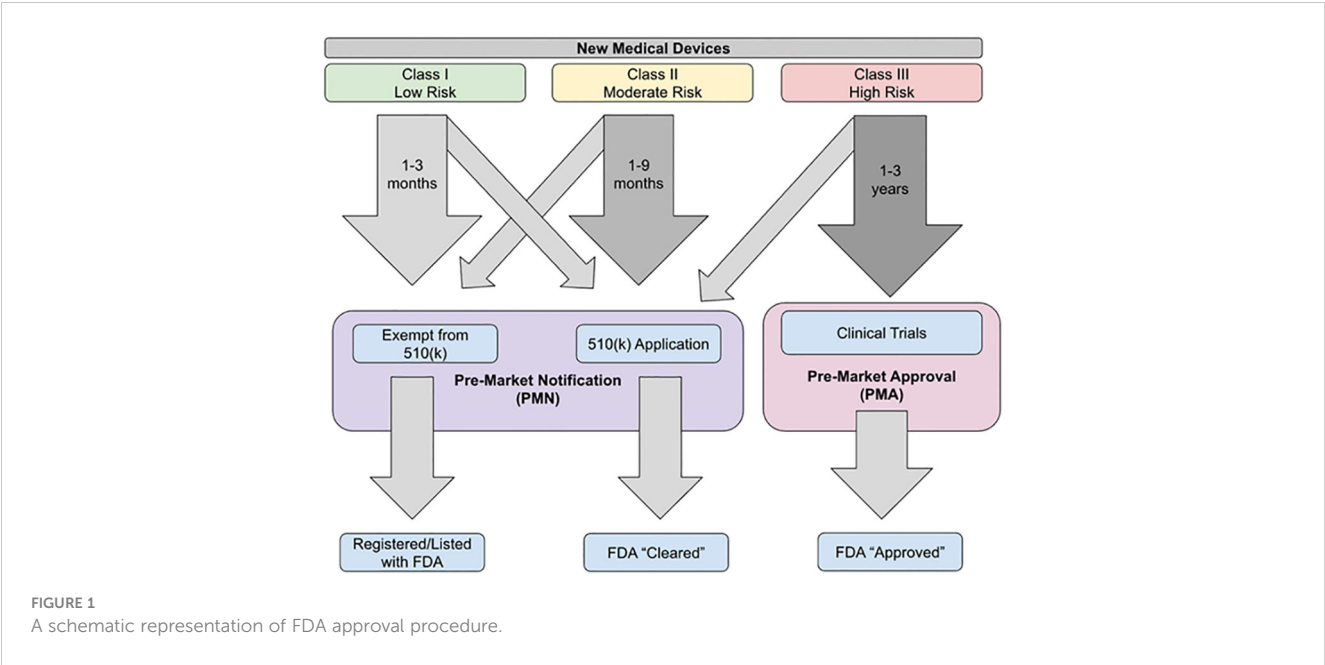 New Medical Devices
Class I
Low Risk
Class II
Moderate Risk
Class III
High Risk
1-3
months
1-9
months
1-3
years
Exempt from
510(k)
510(k) Application
Pre-Market Notification
(PMN)
Clinical Trials
Pre-Market Approval
(PMA)
Registered/Listed
with FDA
FDA “Cleared”
FDA “Approved”
FIGURE 1
A schematic representation of FDA approval procedure.